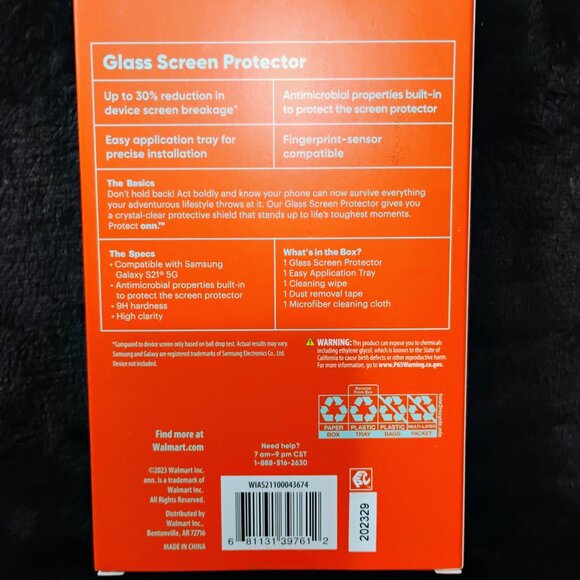 Glass Screen Protector
Up to 30% reduction in
device screen breakage*
Antimicrobial properties built-in
to protect the screen protector
Easy application tray for
precise installation
Fingerprint-sensor
compatible
The Basics
Don't hold back! Act boldly and know your phone can now survive everything
your adventurous lifestyle throws at it. Our Glass Screen Protector gives you
a crystal-clear protective shield that stands up to life's toughest moments.
Protect onn.™
The Specs
• Compatible with Samsung
Galaxy S21® 5G
• Antimicrobial properties built-in
to protect the screen protector
• 9H hardness
• High clarity
What's in the Box?
1 Glass Screen Protector
1 Easy Application Tray
1 Cleaning wipe
1 Dust removal tape
1 Microfiber cleaning cloth
*Compared to device screen only based on ball drop test. Actual results may vary.
Samsung and Galaxy are registered trademarks of Samsung Electronics Co., Ltd.
Device not included.
WARNING: This product can expose you to chemicals
including ethylene glycol, which is known to the State of
California to cause birth defects or other reproductive harm.
For more information, go to www.P65Warning.ca.gov.
Remove
From Box
PAPER
BOX
PLASTIC
TRAY
PLASTIC
BAGS
MULTI-LAYER
PACKET
how2recycle.info
Find more at
Walmart.com
Need help?
7 am–9 pm CST
1-888-516-2630
©2023 Walmart Inc.
onn. is a trademark of
Walmart Inc.
All Rights Reserved.
Distributed by
Walmart Inc.,
Bentonville, AR 72716
MADE IN CHINA
WIAS21100043674
6 81131 39761 2
202329